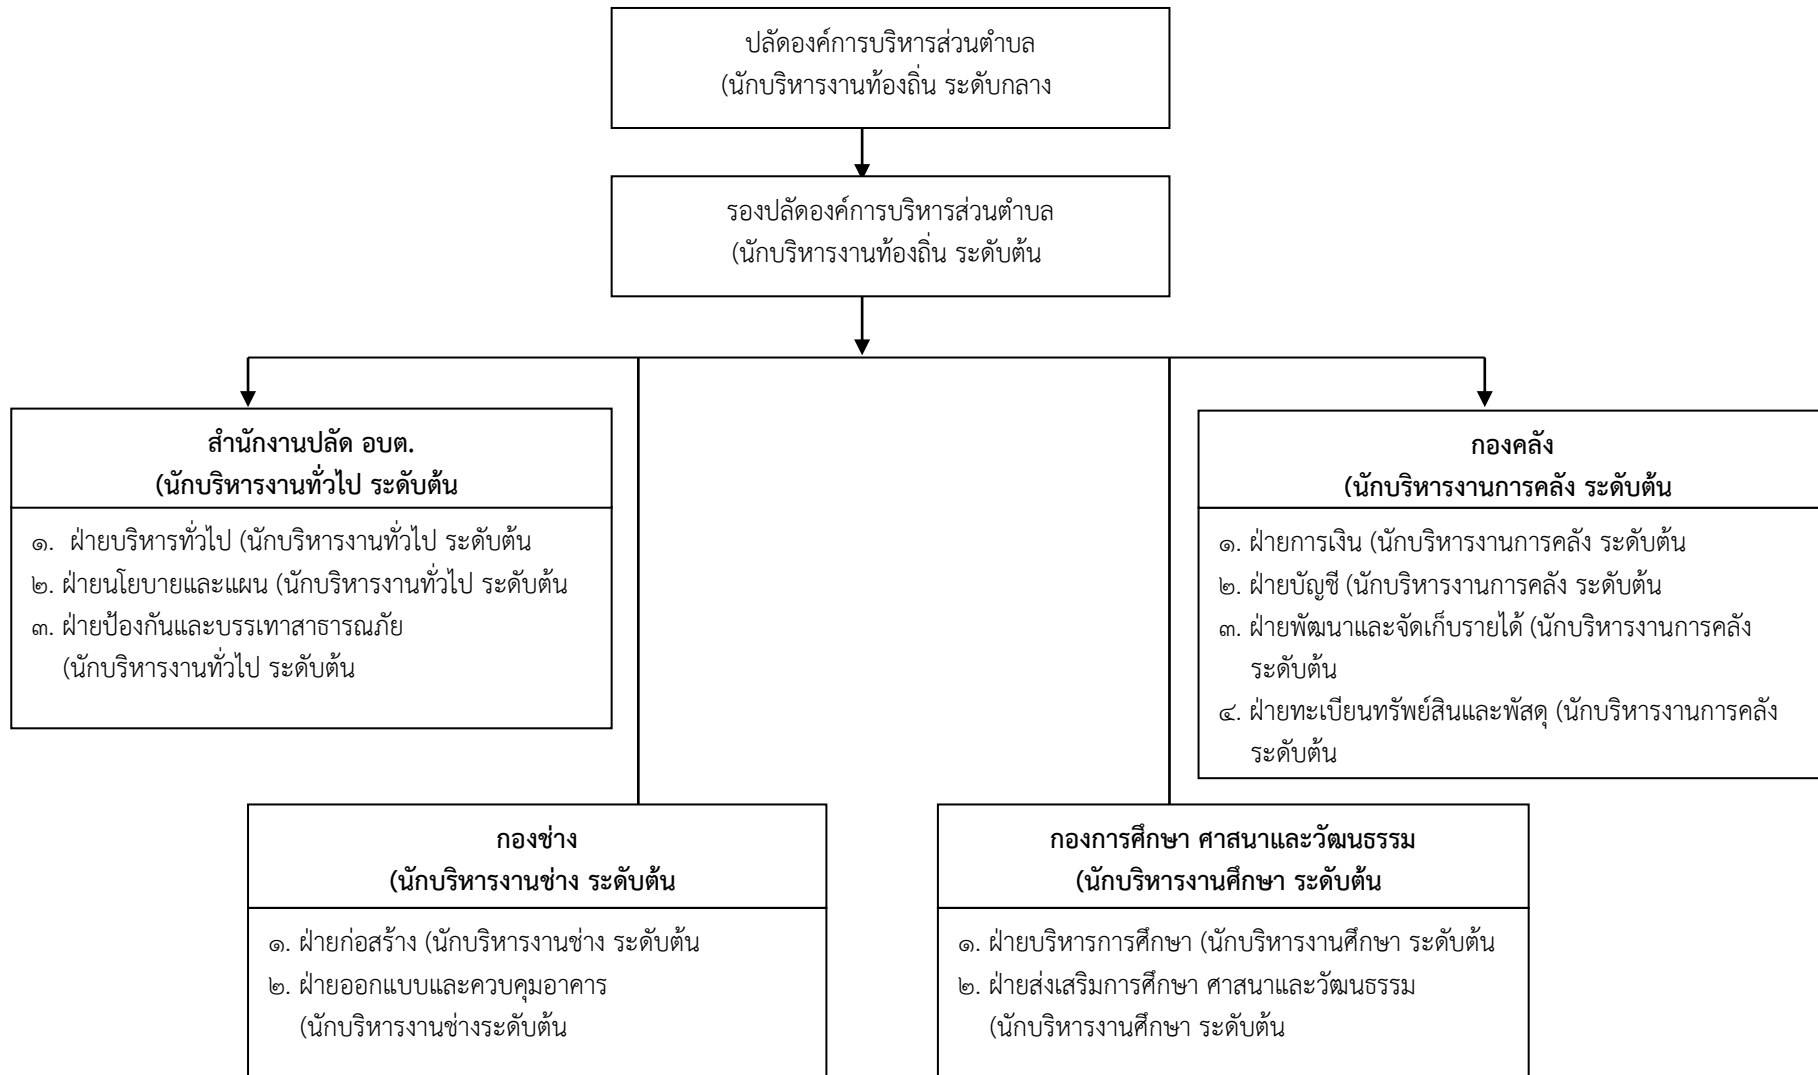 ปลัดองค์การบริหารส่วนตำบล
(นักบริหารงานท้องถิ่น ระดับกลาง
รองปลัดองค์การบริหารส่วนตำบล
(นักบริหารงานท้องถิ่น ระดับต้น
สำนักงานปลัด อบต.
(นักบริหารงานทั่วไป ระดับต้น
๑. ฝ่ายบริหารทั่วไป (นักบริหารงานทั่วไป ระดับต้น
๒. ฝ่ายนโยบายและแผน (นักบริหารงานทั่วไป ระดับต้น
๓. ฝ่ายป้องกันและบรรเทาสาธารณภัย
(นักบริหารงานทั่วไป ระดับต้น
กองคลัง
(นักบริหารงานการคลัง ระดับต้น
๑. ฝ่ายการเงิน (นักบริหารงานการคลัง ระดับต้น
๒. ฝ่ายบัญชี (นักบริหารงานการคลัง ระดับต้น
๓. ฝ่ายพัฒนาและจัดเก็บรายได้ (นักบริหารงานการคลัง
ระดับต้น
๔. ฝ่ายทะเบียนทรัพย์สินและพัสดุ (นักบริหารงานการคลัง
ระดับต้น
กองช่าง
(นักบริหารงานช่าง ระดับต้น
๑. ฝ่ายก่อสร้าง (นักบริหารงานช่าง ระดับต้น
๒. ฝ่ายออกแบบและควบคุมอาคาร
(นักบริหารงานช่างระดับต้น
กองการศึกษา ศาสนาและวัฒนธรรม
(นักบริหารงานศึกษา ระดับต้น
๑. ฝ่ายบริหารการศึกษา (นักบริหารงานศึกษา ระดับต้น
๒. ฝ่ายส่งเสริมการศึกษา ศาสนาและวัฒนธรรม
(นักบริหารงานศึกษา ระดับต้น